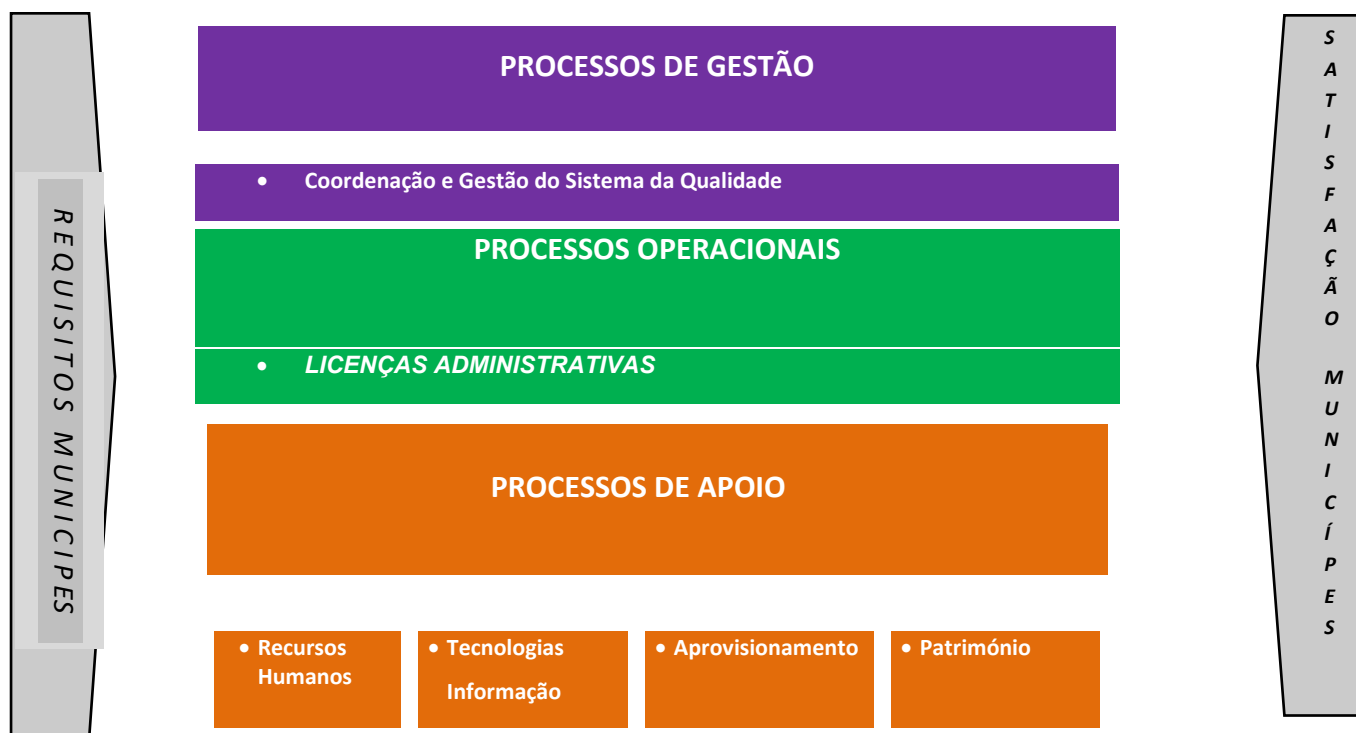 REQUISITOS MUNICIPES
PROCESSOS DE GESTÃO
• Coordenação e Gestão do Sistema da Qualidade
PROCESSOS OPERACIONAIS
• LICENÇAS ADMINISTRATIVAS
PROCESSOS DE APOIO
• Recursos
Humanos
• Tecnologias
Informação
• Aprovisionamento
• Património
SATISFAÇÃO MUNICÍPES